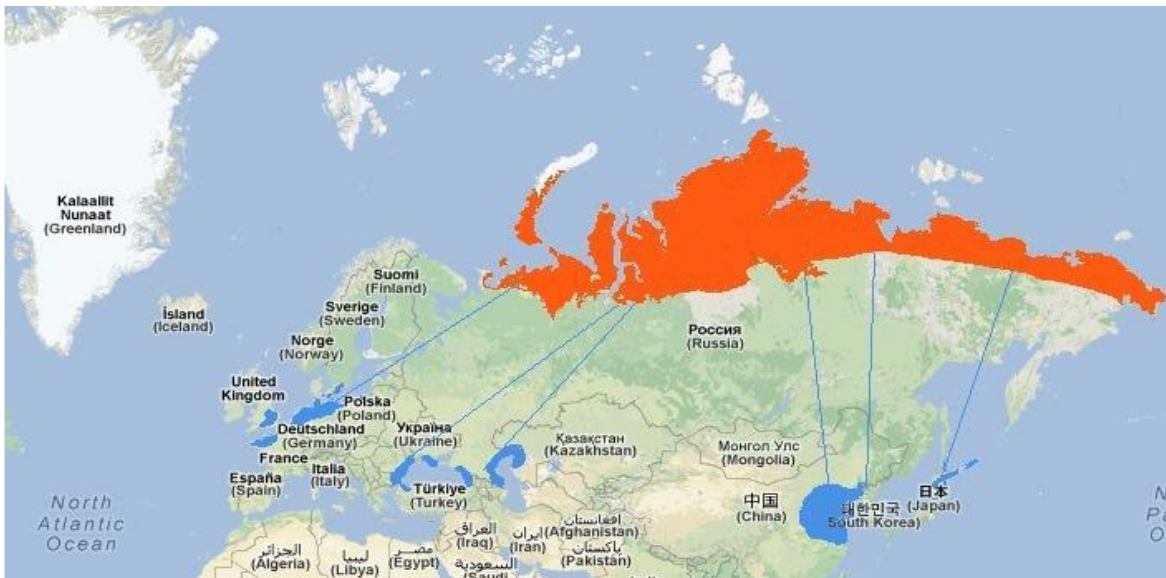 Kalaallit
Nunaat
(Greenland)
Ísland
(Iceland)
Suomi
(Finland)
Sverige
(Sweden)
Norge
(Norway)
Россия
(Russia)
United
Kingdom
Polska
(Poland)
Deutschland
(Germany)
Україна
(Ukraine)
France
Қазақстан
(Kazakhstan)
Монгол Улс
(Mongolia)
España
(Spain)
Italia
(Italy)
Türkiye
(Turkey)
中国
(China)
대한민국
South Korea)
日本
(Japan)
North
Atlantic
Ocean
N
P
O
العراق
(Iraq)
ایران
(Iran)
افغانستان
(Afghanistan)
پاکستان
(Pakistan)
الجزائر
(Algeria)
ليبيا
(Libya)
مصر
(Egypt)
السعودية
(Saudi